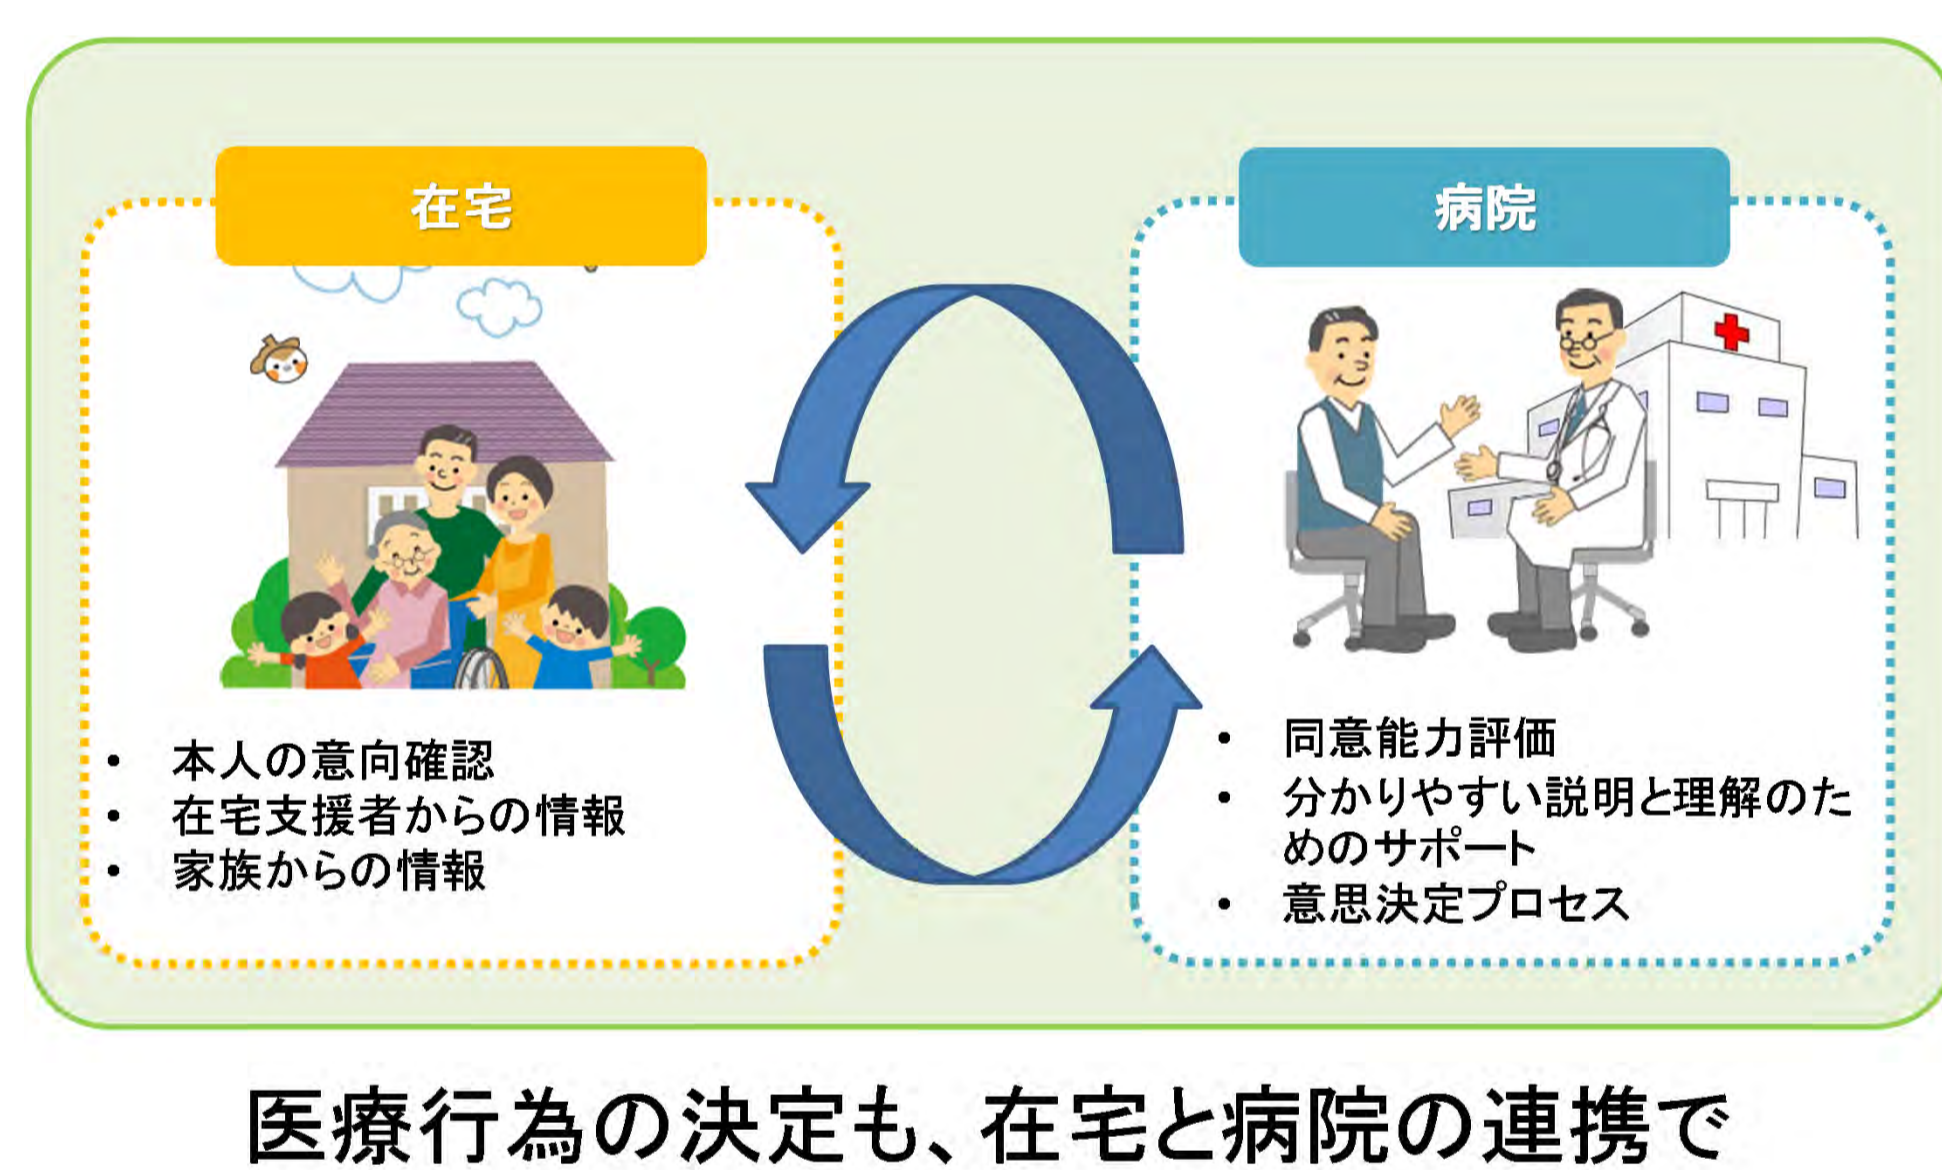 在宅
• 本人の意向確認
• 在宅支援者からの情報
• 家族からの情報
病院
• 同意能力評価
• 分かりやすい説明と理解のた
めのサポート
• 意思決定プロセス
医療行為の決定も、在宅と病院の連携で